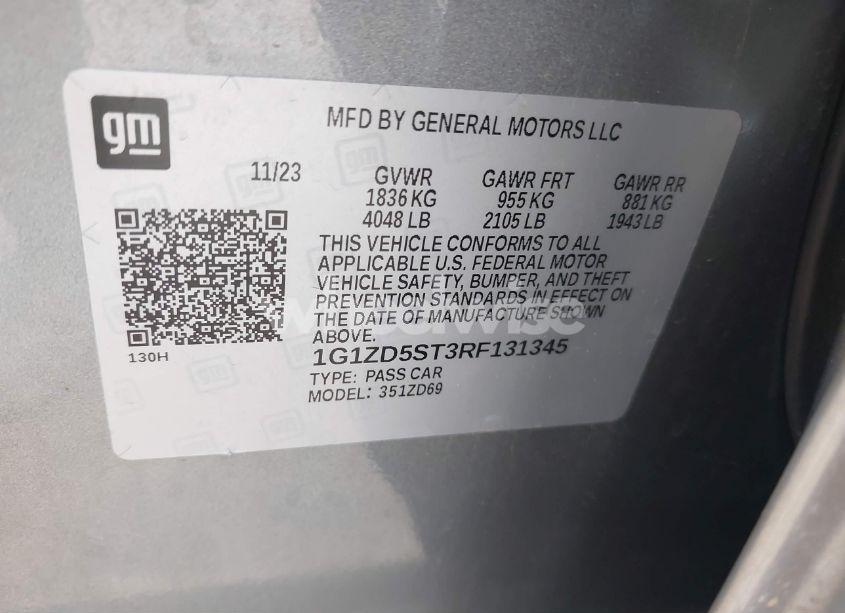 gm
MFD BY GENERAL MOTORS LLC
11/23 GVWR GAWR FRT GAWR RR
1836 KG 955 KG 881 KG
4048 LB 2105 LB 1943 LB
THIS VEHICLE CONFORMS TO ALL
APPLICABLE U.S. FEDERAL MOTOR
VEHICLE SAFETY, BUMPER, AND THEFT
PREVENTION STANDARDS IN EFFECT ON
THE DATE OF MANUFACTURE SHOWN
ABOVE.
130H
1G1ZD5ST3RF131345
TYPE: PASS CAR
MODEL: 351ZD69